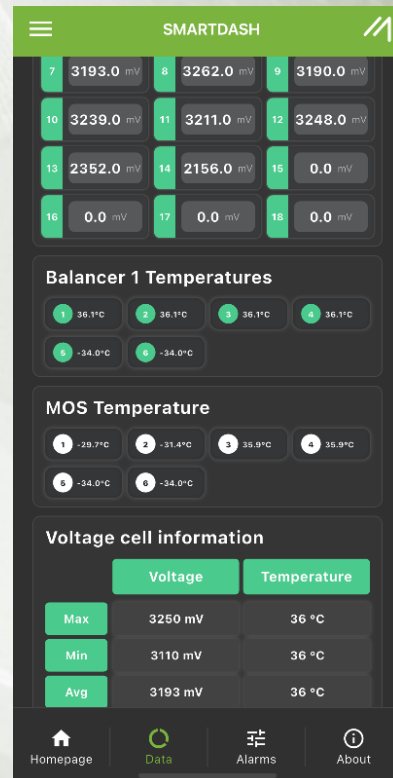 SMARTDASH
7 3193.0 mV 8 3262.0 mV 9 3190.0 mV
10 3239.0 mV 11 3211.0 mV 12 3248.0 mV
13 2352.0 mV 14 2156.0 mV 15 0.0 mV
16 0.0 mV 17 0.0 mV 18 0.0 mV
Balancer 1 Temperatures
1 36.1°C 2 36.1°C 3 36.1°C 4 36.1°C
5 -34.0°C 6 -34.0°C
MOS Temperature
1 -29.7°C 2 -31.4°C 3 35.9°C 4 35.9°C
5 -34.0°C 6 -34.0°C
Voltage cell information
Voltage Temperature
Max 3250 mV 36 ºC
Min 3110 mV 36 ºC
Avg 3193 mV 36 ºC
Homepage Data Alarms About